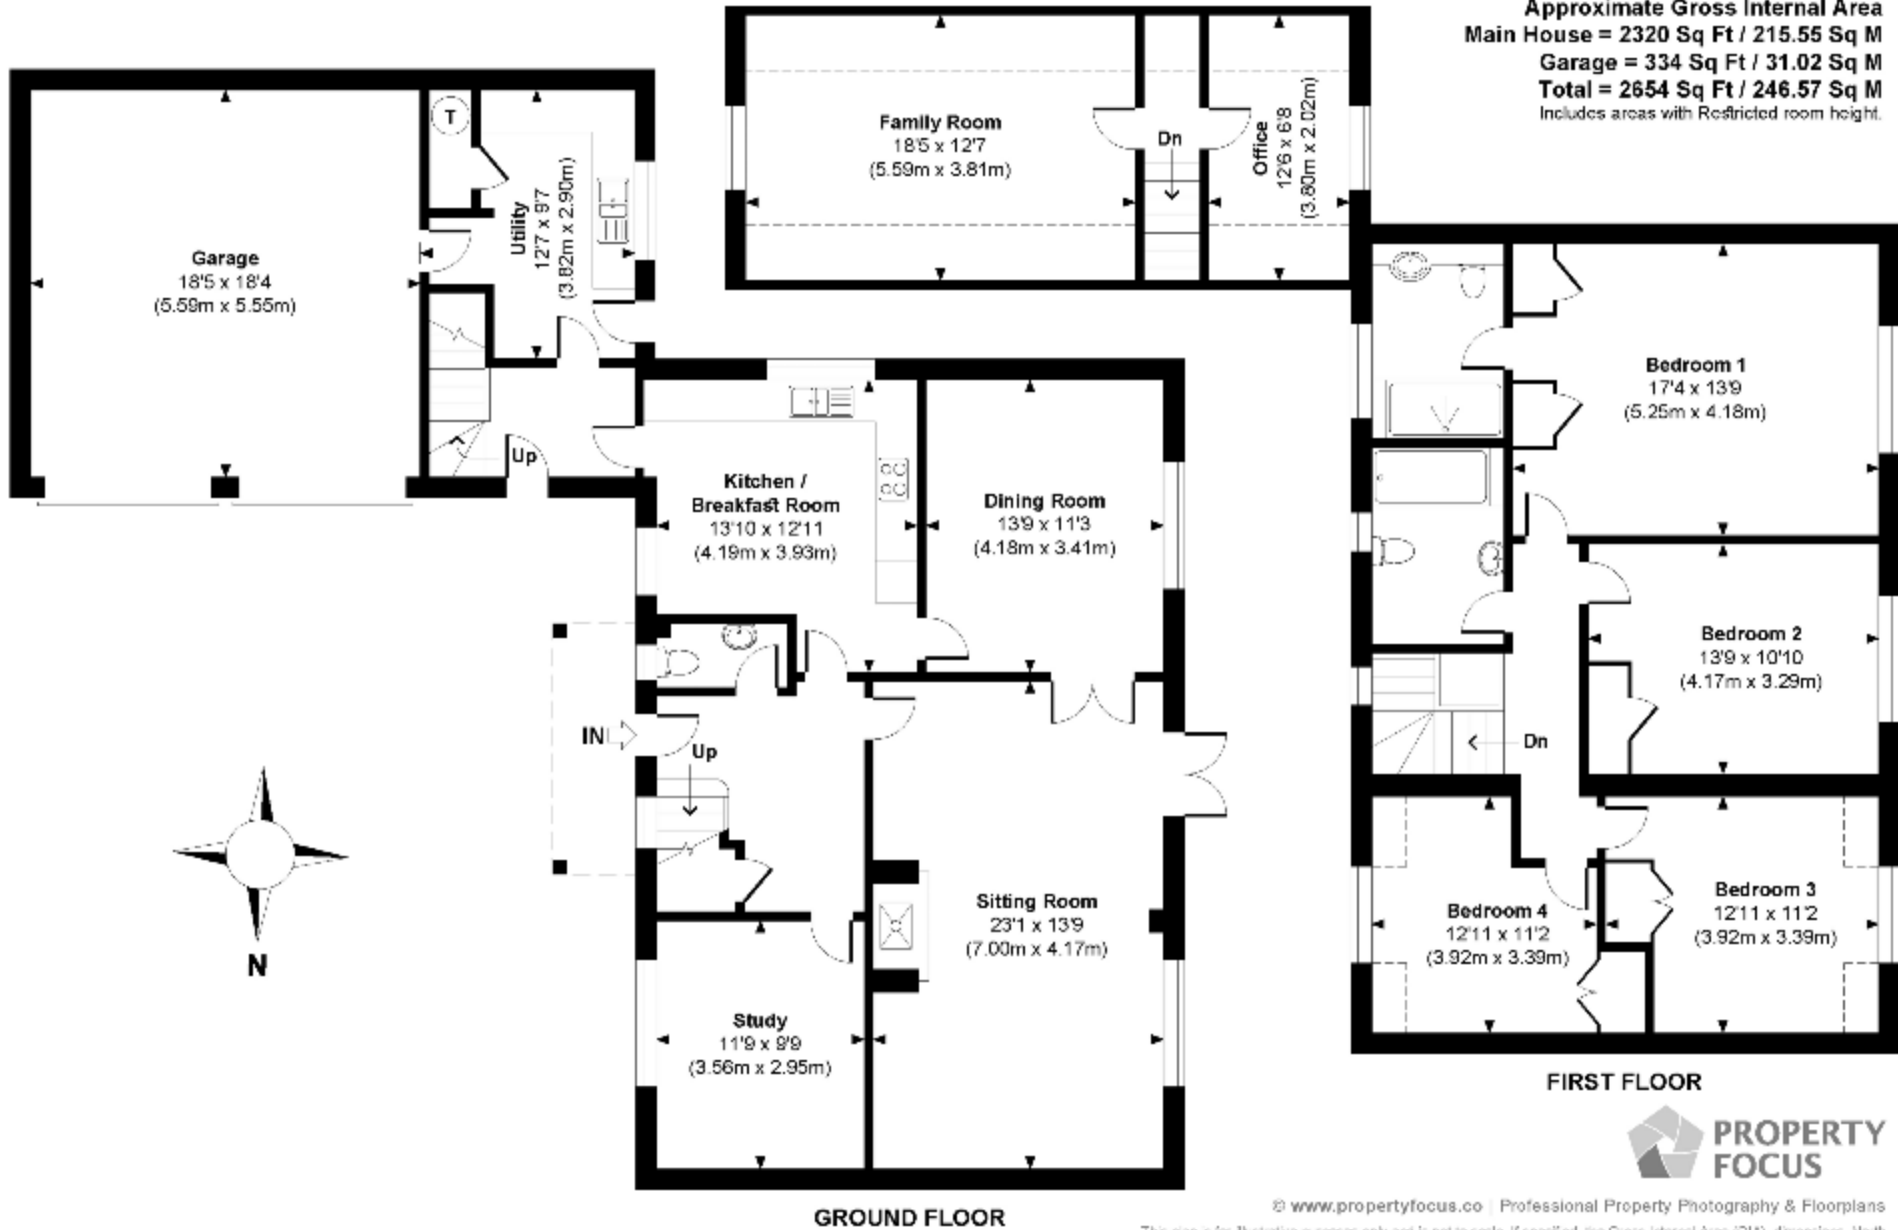 Approximate Gross Internal Area
Main House = 2320 Sq Ft / 215.55 Sq M
Garage = 334 Sq Ft / 31.02 Sq M
Total = 2654 Sq Ft / 246.57 Sq M
Includes areas with Restricted room height.
Family Room
18'5 x 12'7
(5.59m x 3.81m)
Dn
Office
12'6 x 6'8
(3.80m x 2.02m)
T
Utility
12'7 x 9'7
(3.82m x 2.90m)
Garage
18'5 x 18'4
(5.59m x 5.55m)
Up
Kitchen /
Breakfast Room
13'10 x 12'11
(4.19m x 3.93m)
Dining Room
13'9 x 11'3
(4.18m x 3.41m)
IN
Up
Sitting Room
23'1 x 13'9
(7.00m x 4.17m)
Study
11'9 x 9'9
(3.56m x 2.95m)
N
GROUND FLOOR
Bedroom 1
17'4 x 13'9
(5.25m x 4.18m)
Bedroom 2
13'9 x 10'10
(4.17m x 3.29m)
Dn
Bedroom 4
12'11 x 11'2
(3.92m x 3.39m)
Bedroom 3
12'11 x 11'2
(3.92m x 3.39m)
FIRST FLOOR
PROPERTY
FOCUS
© www.propertyfocus.co | Professional Property Photography & Floorplans